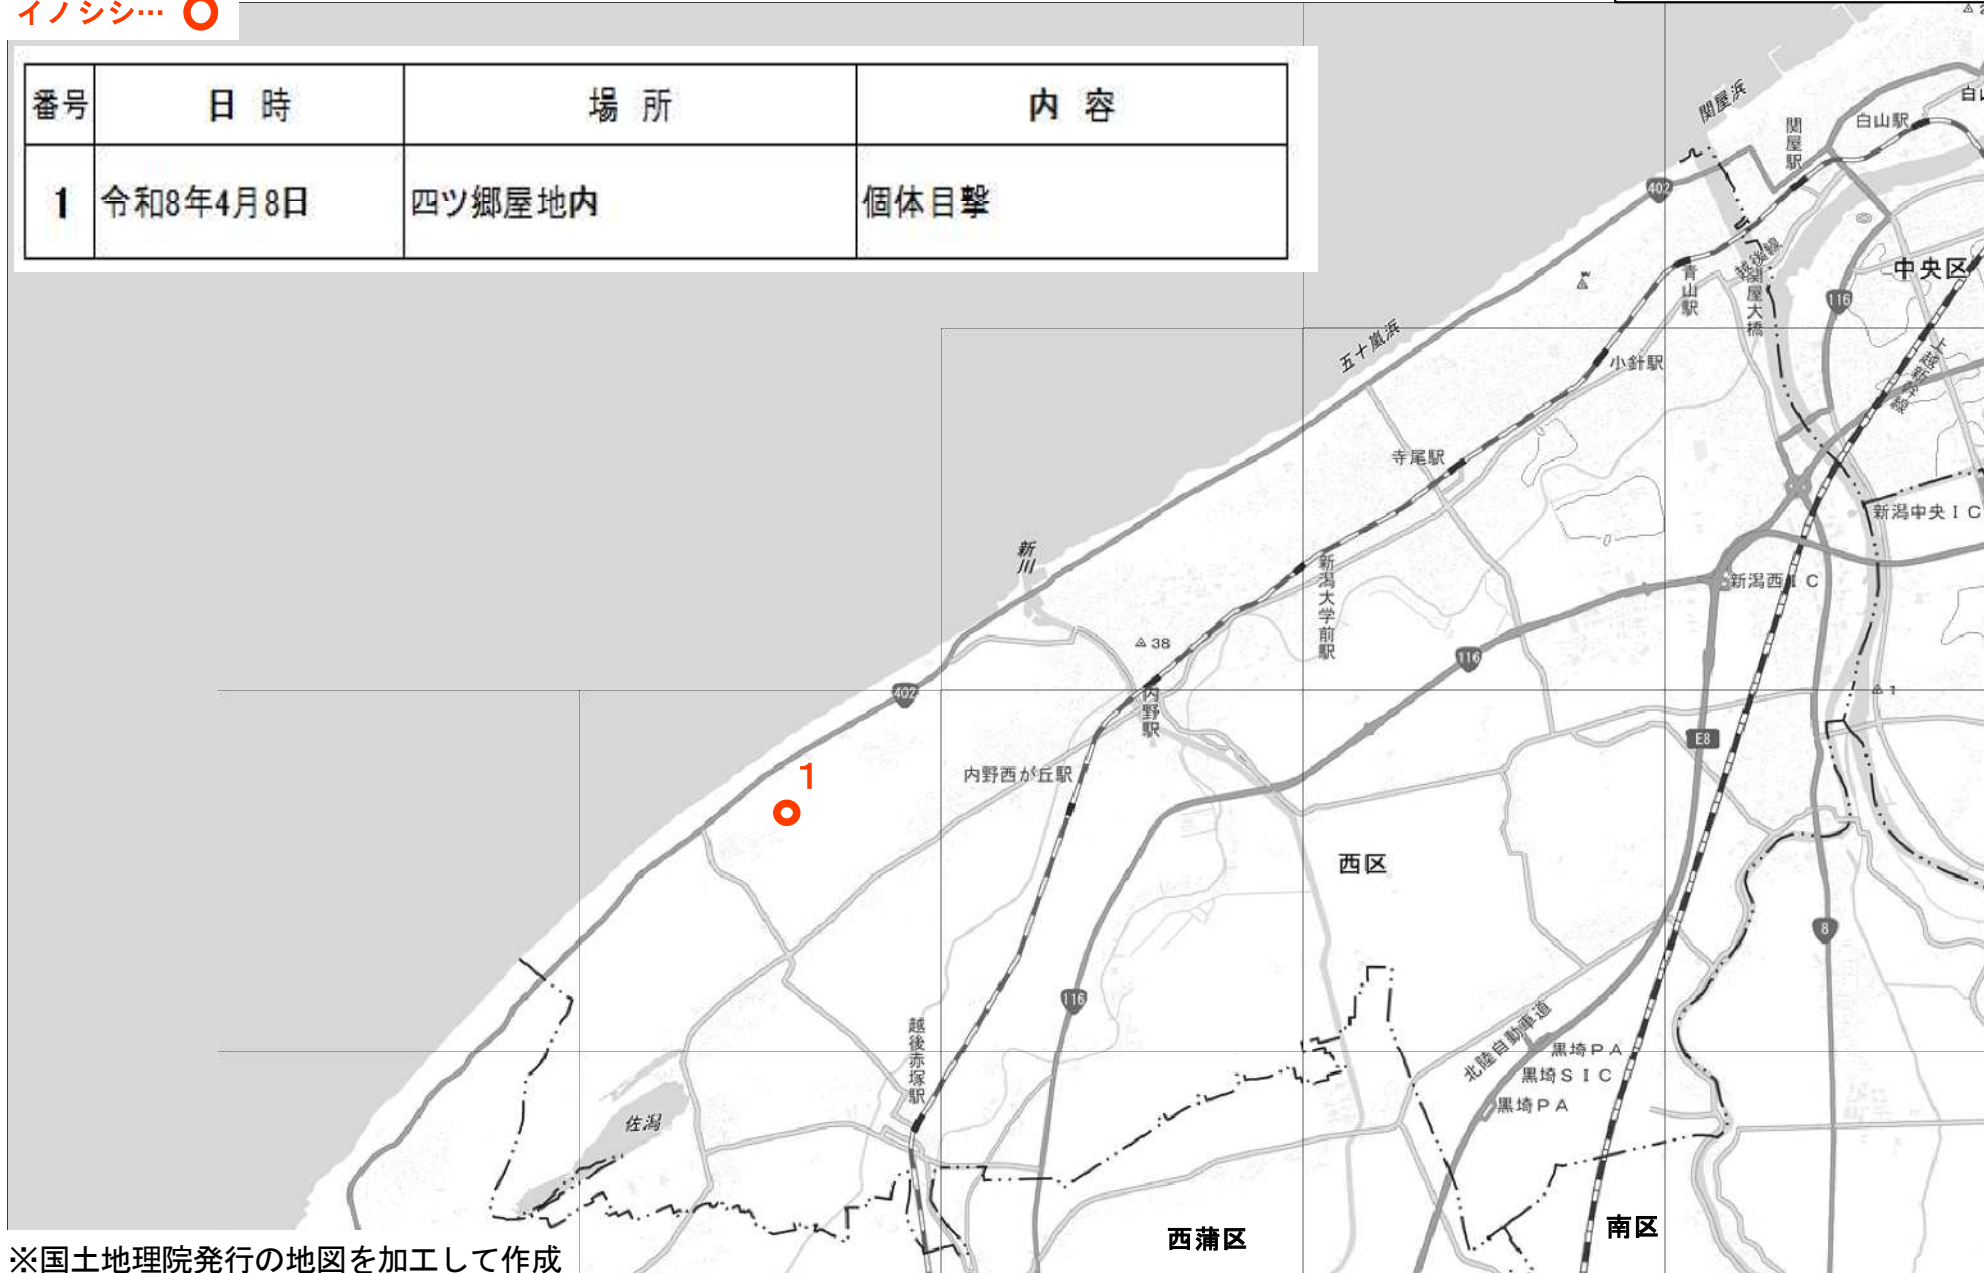 イノシシ… ○
番号 日 時 場 所 内 容
1 令和8年4月8日 四ツ郷屋地内 個体目撃
関屋浜
関屋駅
白山駅
402
越後線
青山駅
関屋大橋
中央区
116
上越新幹線
五十嵐浜
小針駅
寺尾駅
新潟中央IC
新川
新潟大学前駅
新潟西IC
38
116
402
内野駅
1
E8
1
内野西が丘駅
西区
8
116
越後赤塚駅
北陸自動車道
黒埼PA
黒埼SIC
黒埼PA
佐潟
西蒲区
南区
※国土地理院発行の地図を加工して作成